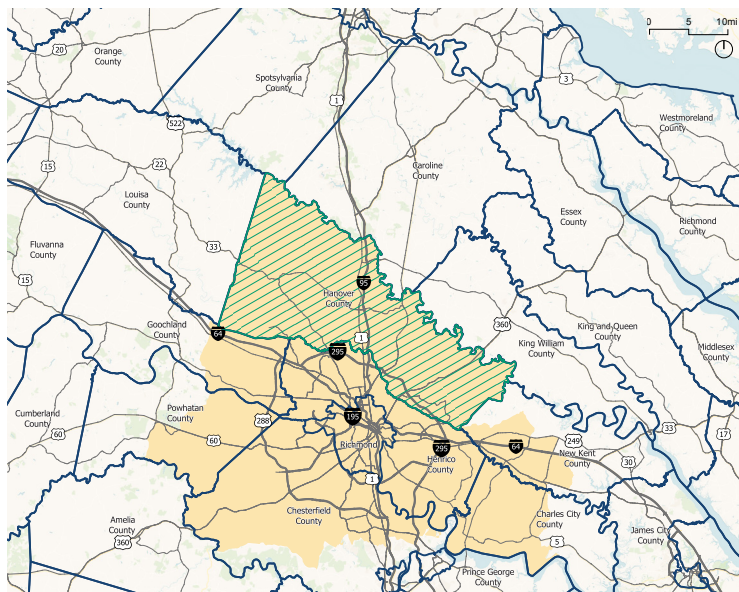 0 5 10mi
Orange
County
20
Spotsylvania
County
3
1
522
Westmoreland
County
15
22
Caroline
County
Louisa
County
Essex
County
Richmond
County
33
Fluvanna
County
15
95
Hanover
County
Goochland
County
64
1
360
King and Queen
County
King William
County
Middlesex
County
295
Cumberland
County
Powhatan
County
288
195
60
60
Richmond
33
17
249
64
295
New Kent
County
Henrico
County
30
1
Chesterfield
County
Charles City
County
Amelia
County
360
5
James City
County
Prince George
County